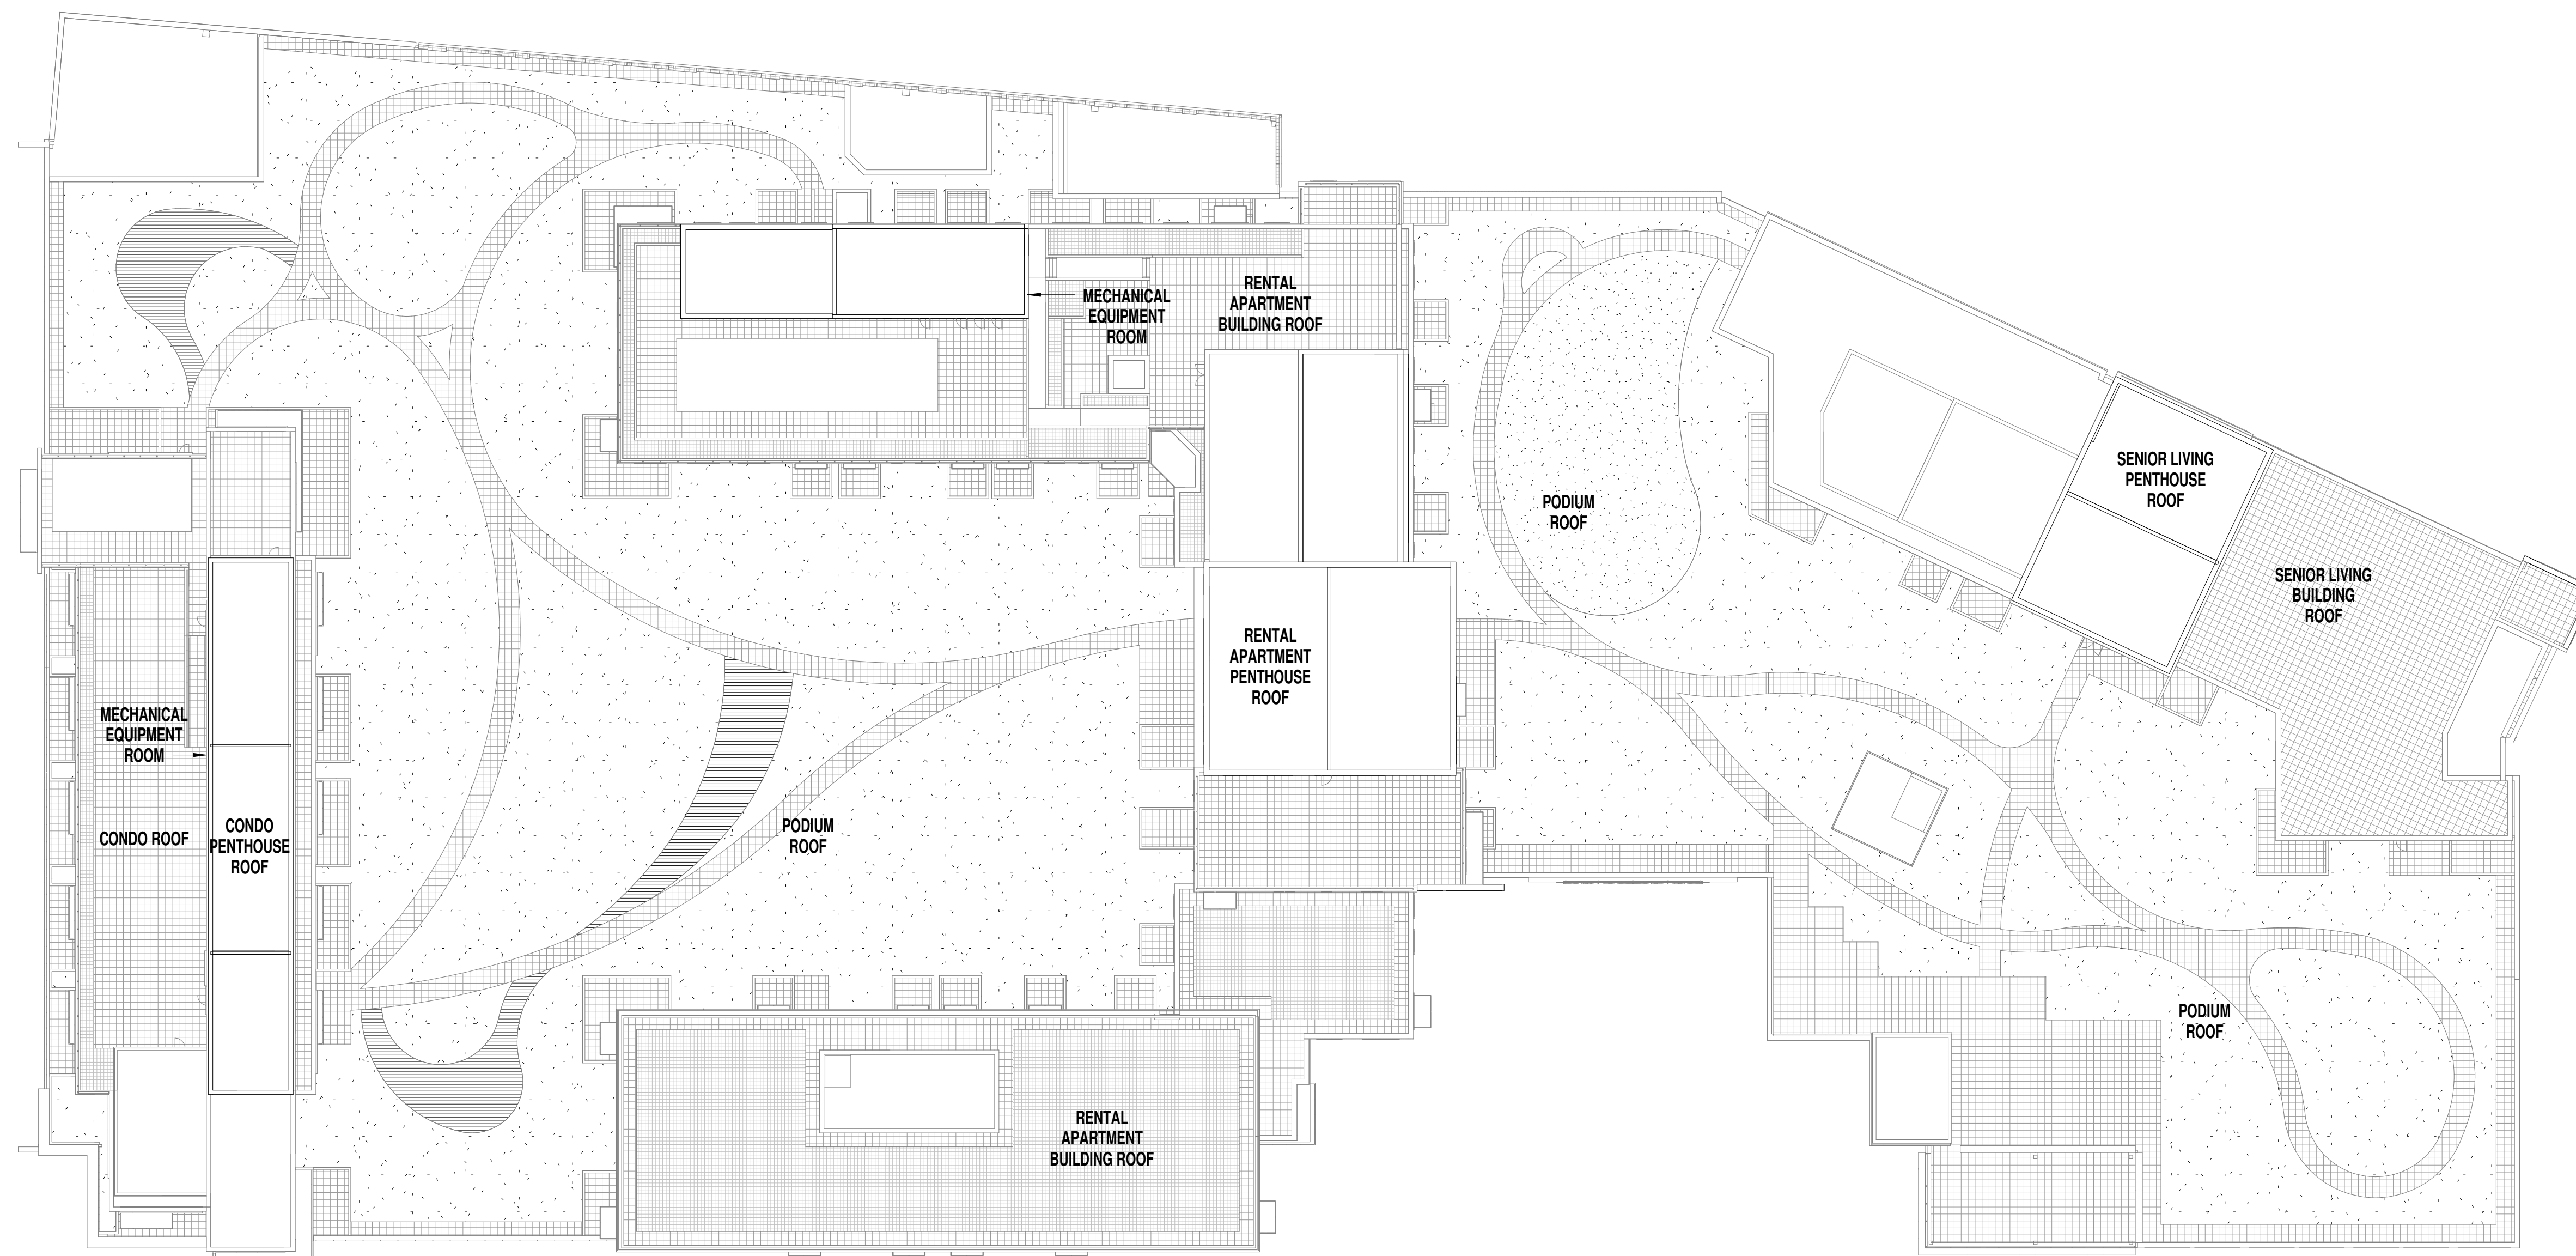 RENTAL
APARTMENT
BUILDING ROOF
MECHANICAL
EQUIPMENT
ROOM
SENIOR LIVING
PENTHOUSE
ROOF
PODIUM
ROOF
SENIOR LIVING
BUILDING
ROOF
RENTAL
APARTMENT
PENTHOUSE
ROOF
MECHANICAL
EQUIPMENT
ROOM
CONDO ROOF
CONDO
PENTHOUSE
ROOF
PODIUM
ROOF
PODIUM
ROOF
RENTAL
APARTMENT
BUILDING ROOF